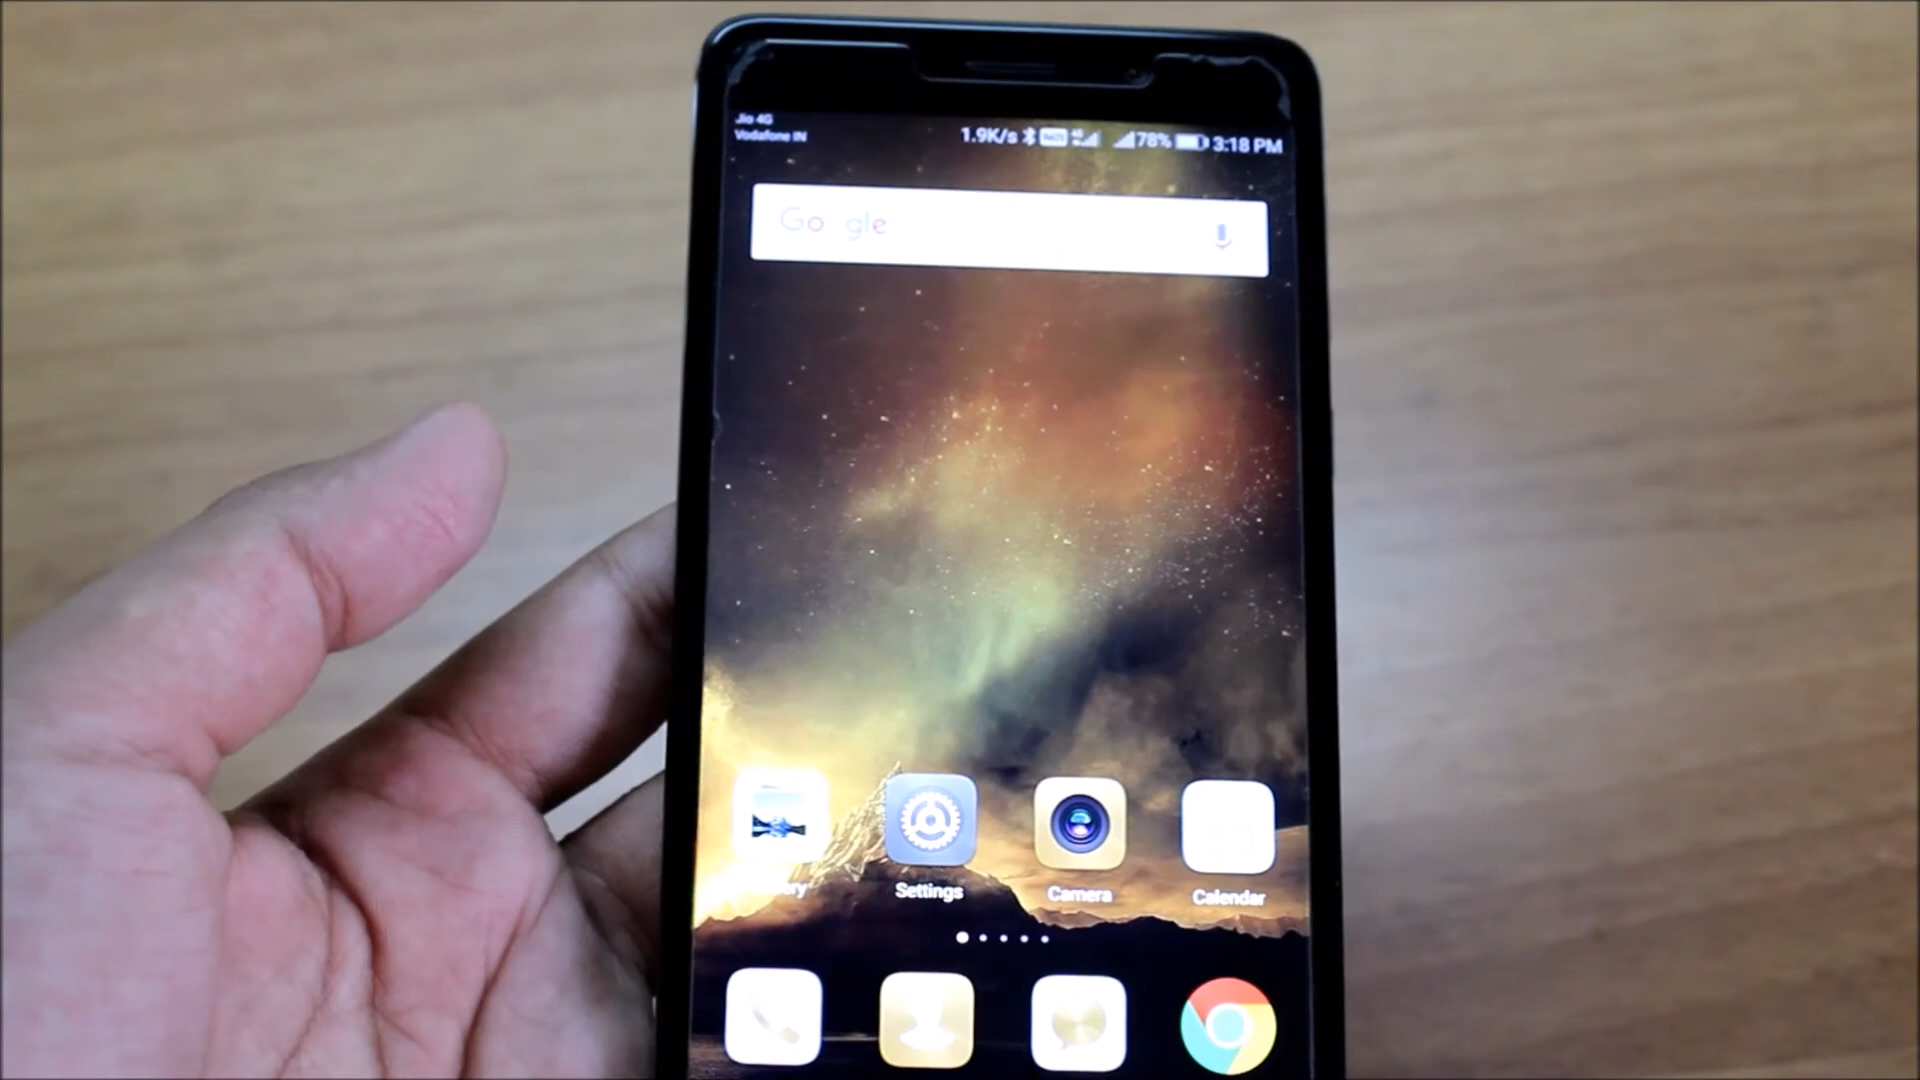 Jio 4G
Vodafone IN
1.9K/s 78% 3:18 PM
Google
Settings
Camera
Calendar